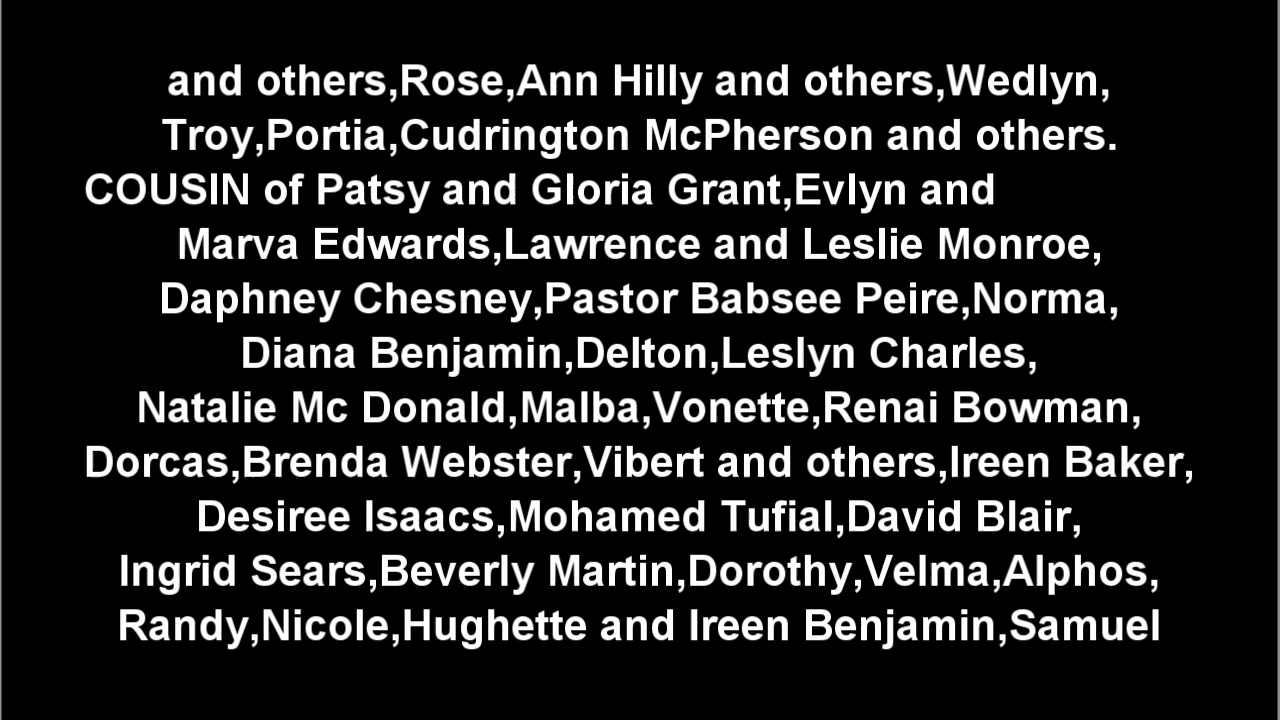 and others,Rose,Ann Hilly and others,Wedlyn,
Troy,Portia,Cudrington McPherson and others.
COUSIN of Patsy and Gloria Grant,Evlyn and
Marva Edwards,Lawrence and Leslie Monroe,
Daphney Chesney,Pastor Babsee Peire,Norma,
Diana Benjamin,Delton,Leslyn Charles,
Natalie Mc Donald,Malba,Vonette,Renai Bowman,
Dorcas,Brenda Webster,Vibert and others,Ireen Baker,
Desiree Isaacs,Mohamed Tufial,David Blair,
Ingrid Sears,Beverly Martin,Dorothy,Velma,Alphos,
Randy,Nicole,Hughette and Ireen Benjamin,Samuel